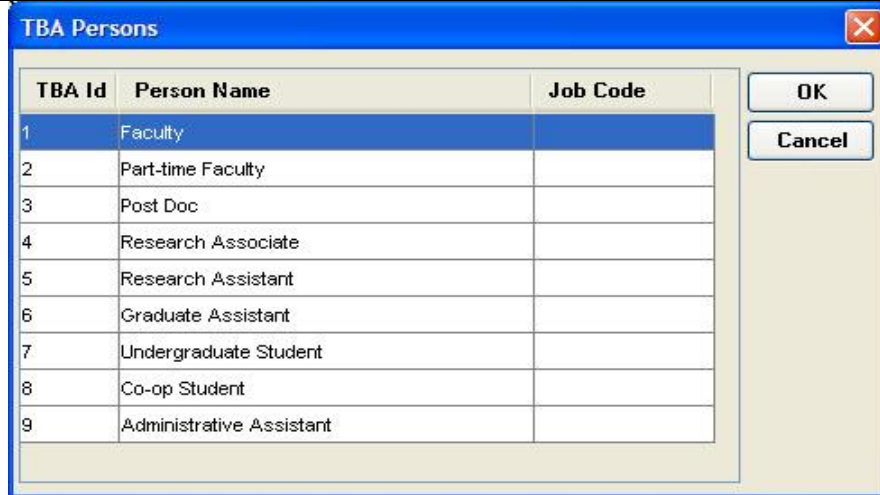 TBA Persons
TBA Id Person Name Job Code
OK
1 Faculty
Cancel
2 Part-time Faculty
3 Post Doc
4 Research Associate
5 Research Assistant
6 Graduate Assistant
7 Undergraduate Student
8 Co-op Student
9 Administrative Assistant